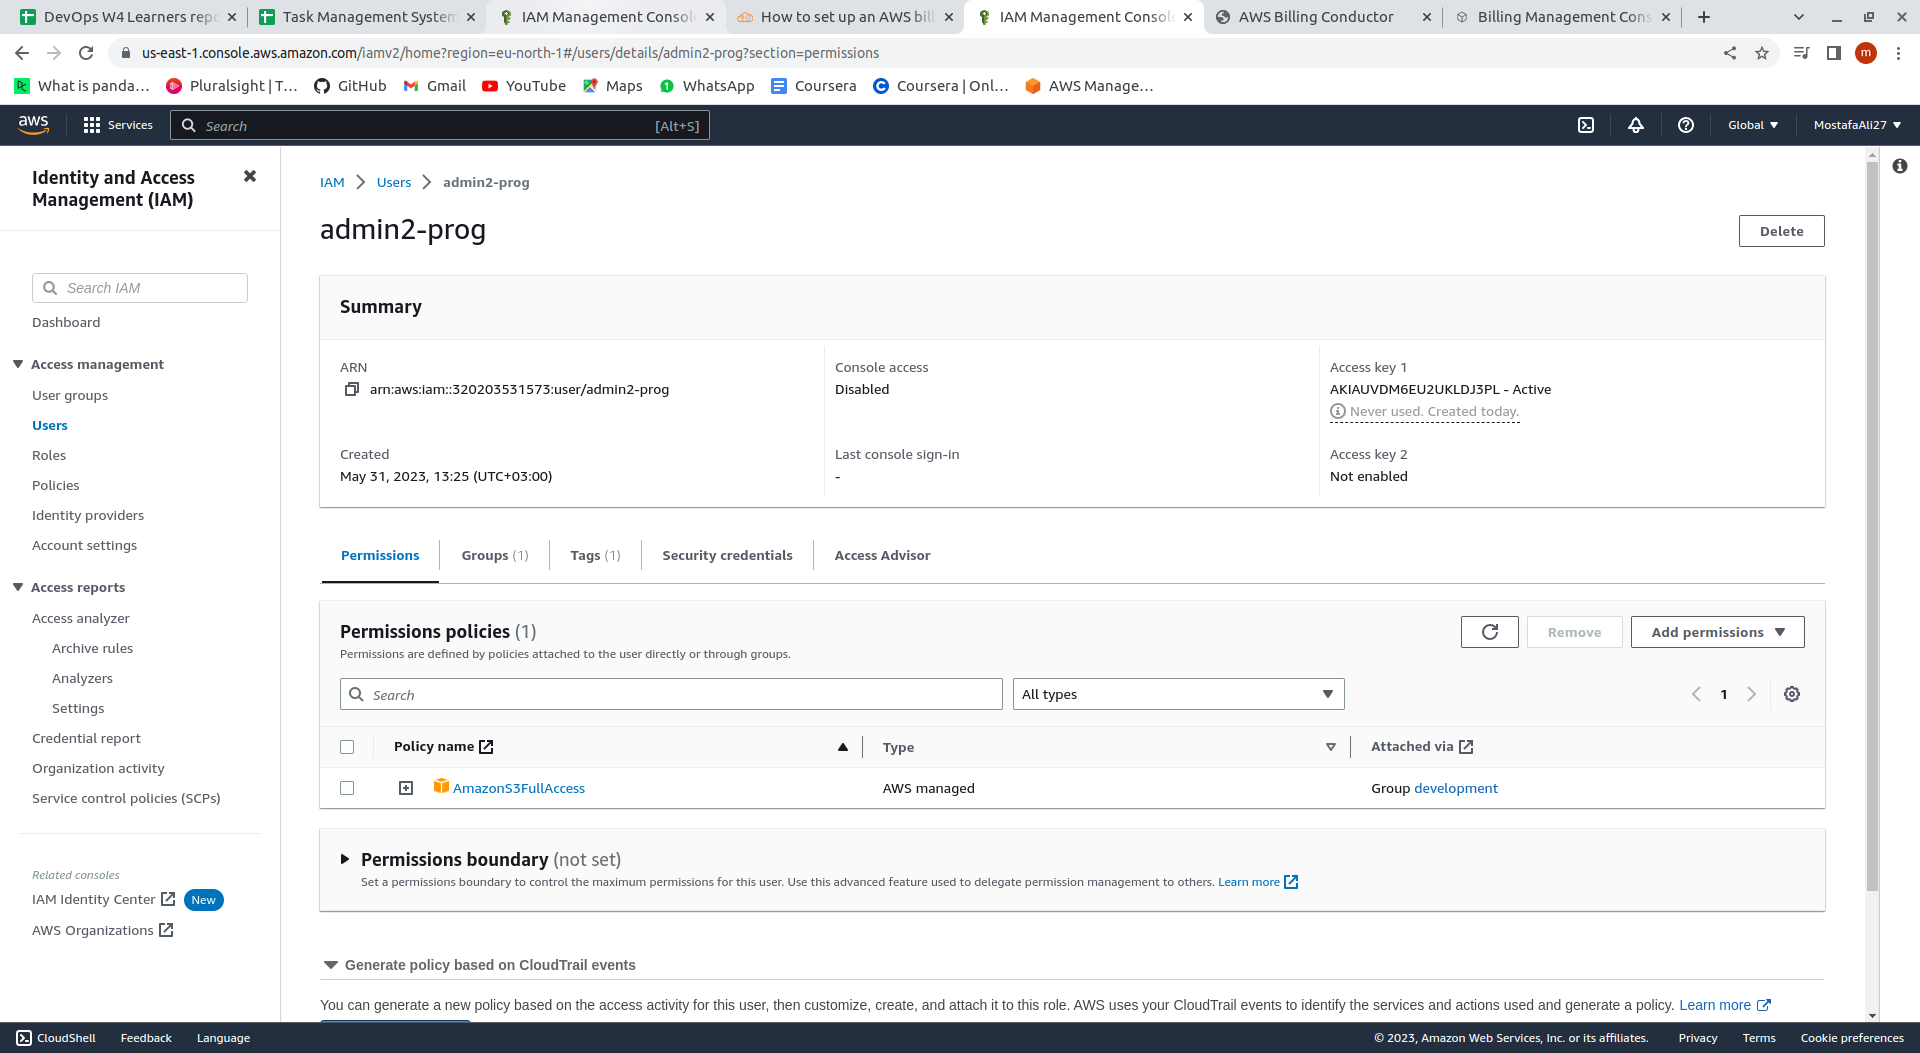 DevOps W4 Learners repo
Task Management System
IAM Management Consol
How to set up an AWS bil
IAM Management Consol
AWS Billing Conductor
Billing Management Cons
us-east-1.console.aws.amazon.com/iamv2/home?region=eu-north-1#/users/details/admin2-prog?section=permissions
m
What is panda...
Pluralsight | T...
GitHub
Gmail
YouTube
Maps
WhatsApp
Coursera
Coursera | Onl...
AWS Manage...
aws
Services
Search
[Alt+S]
Global
MostafaAli27
Identity and Access
Management (IAM)
Search IAM
Dashboard
Access management
User groups
Users
Roles
Policies
Identity providers
Account settings
Access reports
Access analyzer
Archive rules
Analyzers
Settings
Credential report
Organization activity
Service control policies (SCPs)
Related consoles
IAM Identity Center
New
AWS Organizations
IAM
Users
admin2-prog
admin2-prog
Delete
Summary
ARN
arn:aws:iam::320203531573:user/admin2-prog
Console access
Disabled
Access key 1
AKIAUVDM6EU2UKLDJ3PL - Active
Never used. Created today.
Created
May 31, 2023, 13:25 (UTC+03:00)
Last console sign-in
-
Access key 2
Not enabled
Permissions
Groups (1)
Tags (1)
Security credentials
Access Advisor
Permissions policies (1)
Permissions are defined by policies attached to the user directly or through groups.
Remove
Add permissions
Search
All types
1
Policy name
Type
Attached via
AmazonS3FullAccess
AWS managed
Group development
Permissions boundary (not set)
Set a permissions boundary to control the maximum permissions for this user. Use this advanced feature used to delegate permission management to others. Learn more
Generate policy based on CloudTrail events
You can generate a new policy based on the access activity for this user, then customize, create, and attach it to this role. AWS uses your CloudTrail events to identify the services and actions used and generate a policy. Learn more
CloudShell
Feedback
Language
© 2023, Amazon Web Services, Inc. or its affiliates.
Privacy
Terms
Cookie preferences